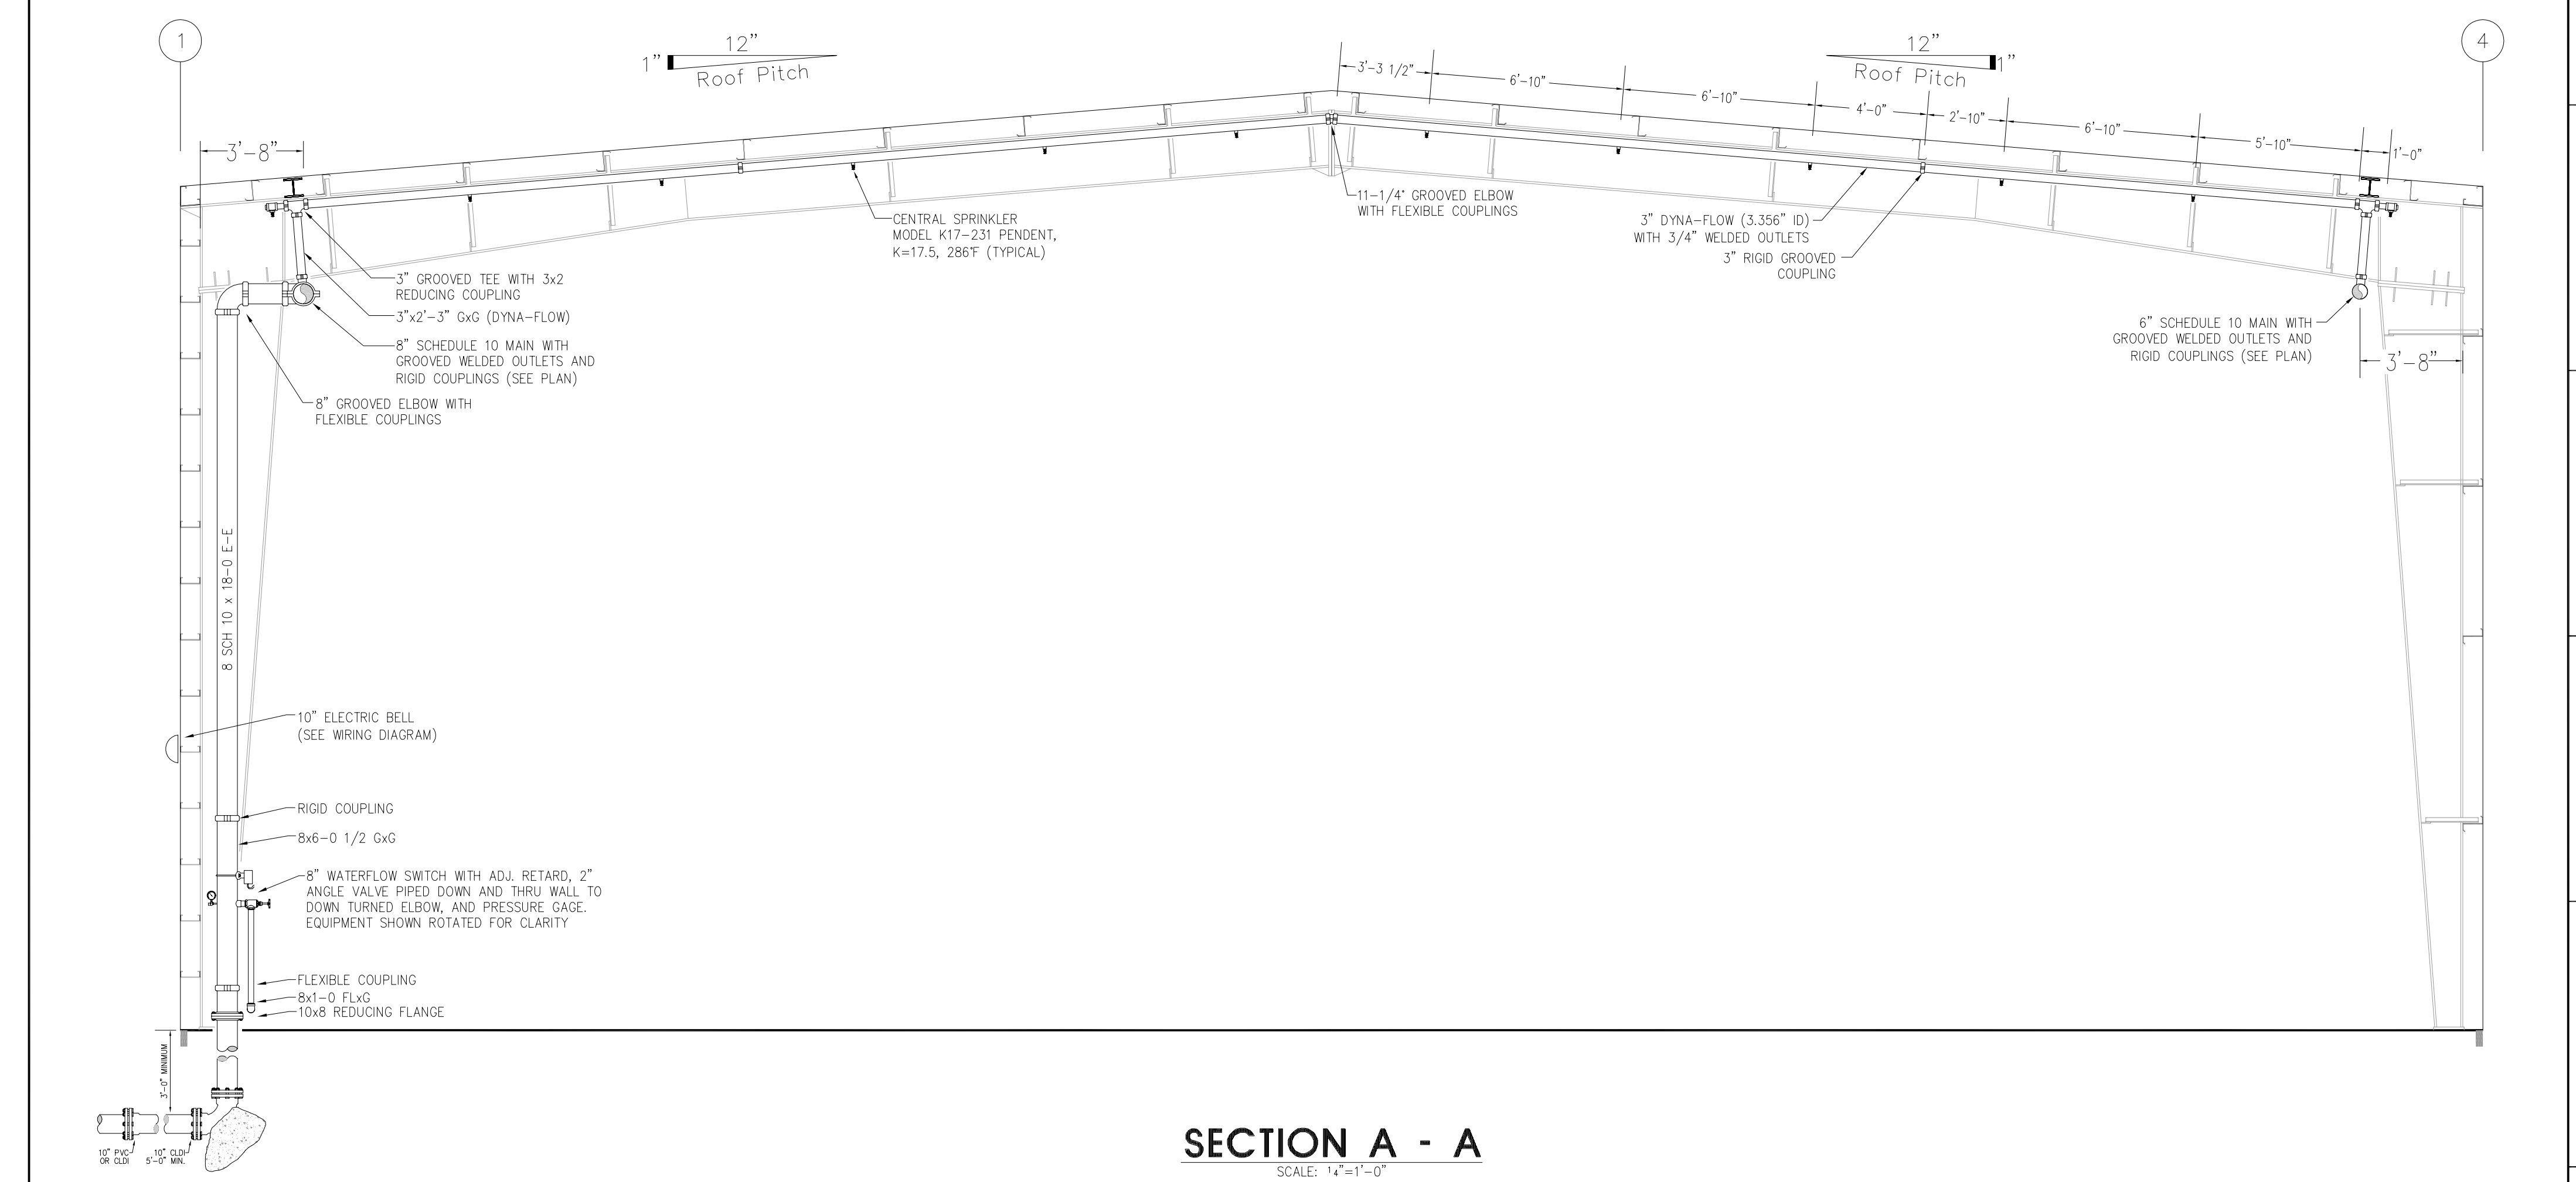 1
4
12”
1”
Roof Pitch
12”
1”
Roof Pitch
3’-3 1/2”
6’-10”
6’-10”
4’-0”
2’-10”
6’-10”
5’-10”
1’-0”
3’-8”
CENTRAL SPRINKLER
MODEL K17-231 PENDENT,
K=17.5, 286°F (TYPICAL)
11-1/4° GROOVED ELBOW
WITH FLEXIBLE COUPLINGS
3” DYNA-FLOW (3.356” ID)
WITH 3/4” WELDED OUTLETS
3” RIGID GROOVED
COUPLING
3” GROOVED TEE WITH 3x2
REDUCING COUPLING
3”x2’-3” GxG (DYNA-FLOW)
8” SCHEDULE 10 MAIN WITH
GROOVED WELDED OUTLETS AND
RIGID COUPLINGS (SEE PLAN)
8” GROOVED ELBOW WITH
FLEXIBLE COUPLINGS
6” SCHEDULE 10 MAIN WITH
GROOVED WELDED OUTLETS AND
RIGID COUPLINGS (SEE PLAN)
3’-8”
8 SCH 10 x 18-0 E-E
10” ELECTRIC BELL
(SEE WIRING DIAGRAM)
RIGID COUPLING
8x6-0 1/2 GxG
8” WATERFLOW SWITCH WITH ADJ. RETARD, 2”
ANGLE VALVE PIPED DOWN AND THRU WALL TO
DOWN TURNED ELBOW, AND PRESSURE GAGE.
EQUIPMENT SHOWN ROTATED FOR CLARITY
FLEXIBLE COUPLING
8x1-0 FLxG
10x8 REDUCING FLANGE
3’-0” MINIMUM
10” PVC
OR CLDI
10” CLDI
5’-0” MIN.
SECTION A - A
SCALE: 1/4”=1’-0”